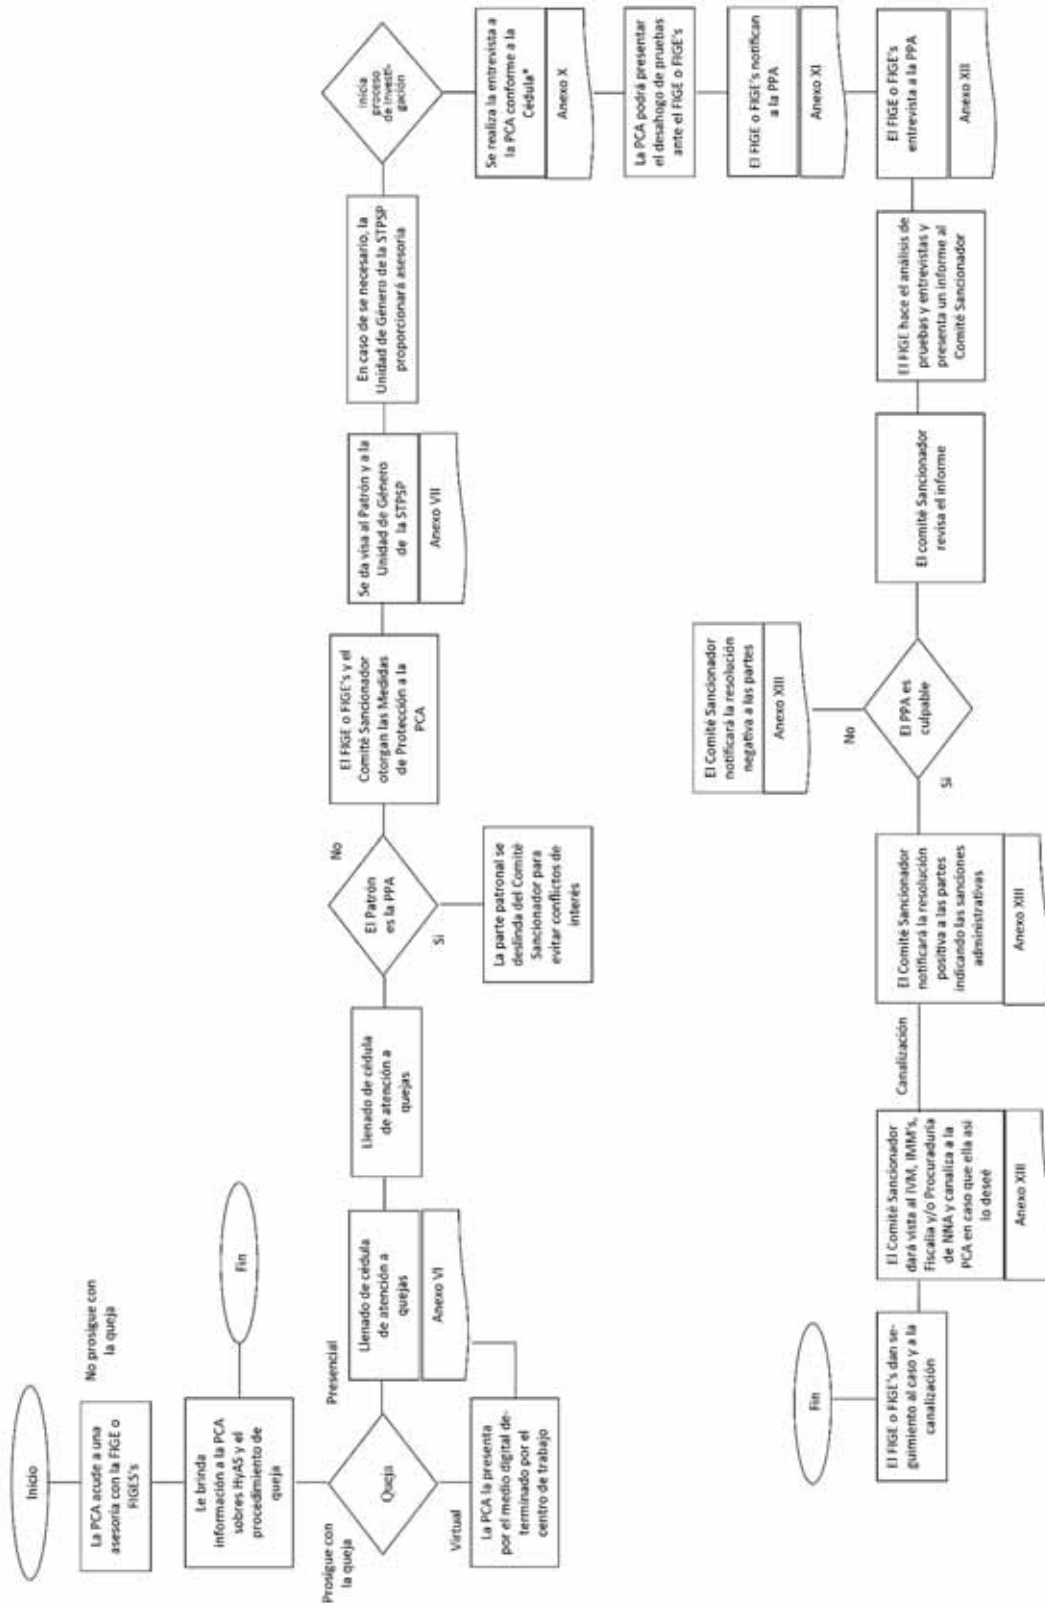 Inicio
La PCA acude a una
asesoría con la FIGE o
FIGES's
No prosigue con
la queja
Le brinda
información a la PCA
sobres HyAS y el
procedimiento de
queja
Fin
Prosigue con
la queja
Queja
Presencial
Virtual
La PCA la presenta
por el medio digital de-
terminado por el
centro de trabajo
Llenado de cédula
de atención a
quejas
Anexo VI
Llenado de cédula
de atención a
quejas
El Patrón
es la PPA
No
Si
La parte patronal se
deslinda del Comité
Sancionador para
evitar conflictos de
interés
El FIGE o FIGE's y el
Comité Sancionador
otorgan las Medidas
de Protección a la
PCA
Se da visa al Patrón y a la
Unidad de Género
de la STPSP
Anexo VII
En caso de se necesario, la
Unidad de Género de la STPSP
proporcionará asesoría
inicia
proceso
de investi-
gación
Se realiza la entrevista a
la PCA conforme a la
Cédula*
Anexo X
La PCA podrá presentar
el desahogo de pruebas
ante el FIGE o FIGE's
El FIGE o FIGE's notifican
a la PPA
Anexo XI
El FIGE o FIGE's
entrevista a la PPA
Anexo XII
El FIGE hace el análisis de
pruebas y entrevistas y
presenta un informe al
Comité Sancionador
El comité Sancionador
revisa el informe
El PPA es
culpable
No
El Comité Sancionador
notificará la resolución
negativa a las partes
Anexo XIII
Si
El Comité Sancionador
notificará la resolución
positiva a las partes
indicando las sanciones
administrativas
Anexo XIII
Canalización
El Comité Sancionador
dará vista al IVM, IMM's,
Fiscalia y/o Procuraduría
de NNA y canaliza a la
PCA en caso que ella asi
lo deseé
Anexo XIII
El FIGE o FIGE's dan se-
guimiento al caso y a la
canalización
Fin